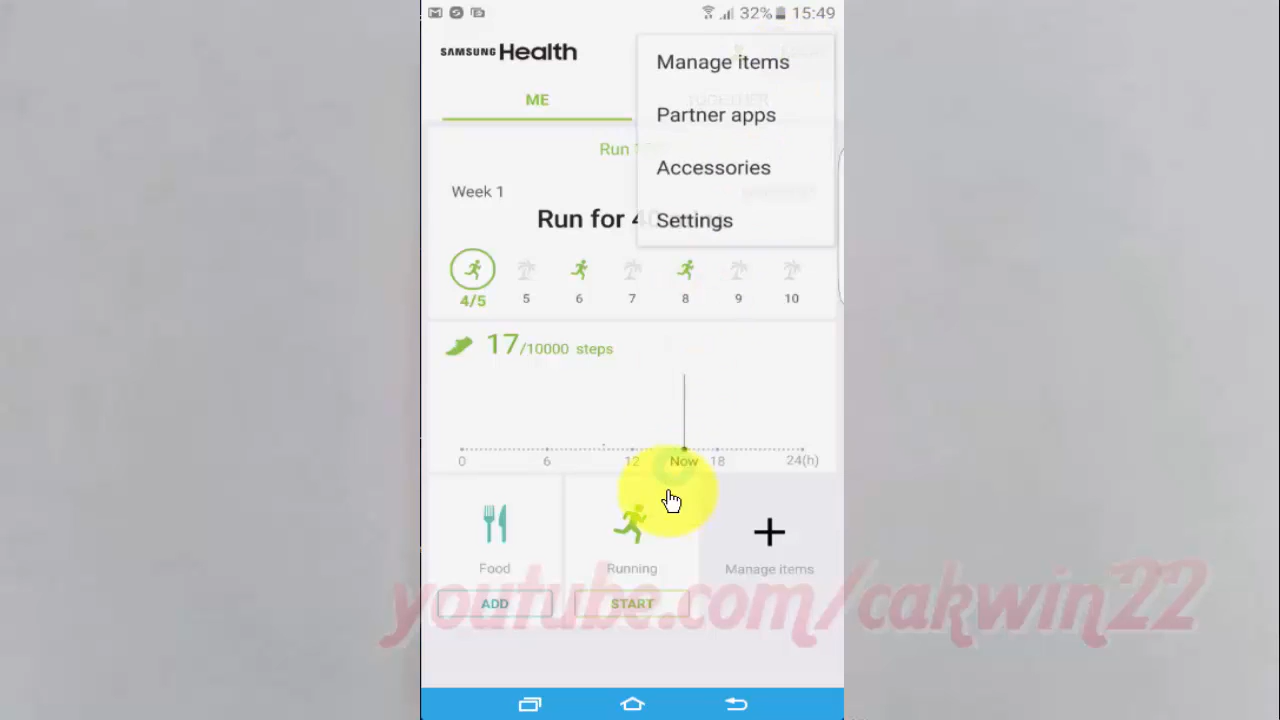 32% 15:49
SAMSUNG Health
Manage items
ME
Partner apps
Run
Accessories
Week 1
Run for 40
Settings
4/5 5 6 7 8 9 10
17/10000 steps
0 6 12 Now 18 24(h)
Food Running Manage items
ADD START
youtube.com/cakwin22